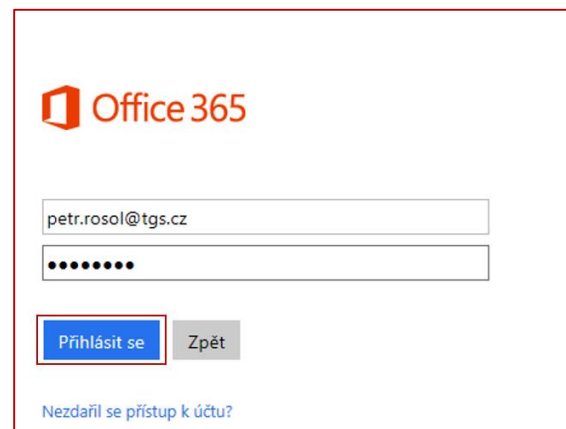 Office 365
petr.rosol@tgs.cz
••••••••
Přihlásit se
Zpět
Nezdařil se přístup k účtu?